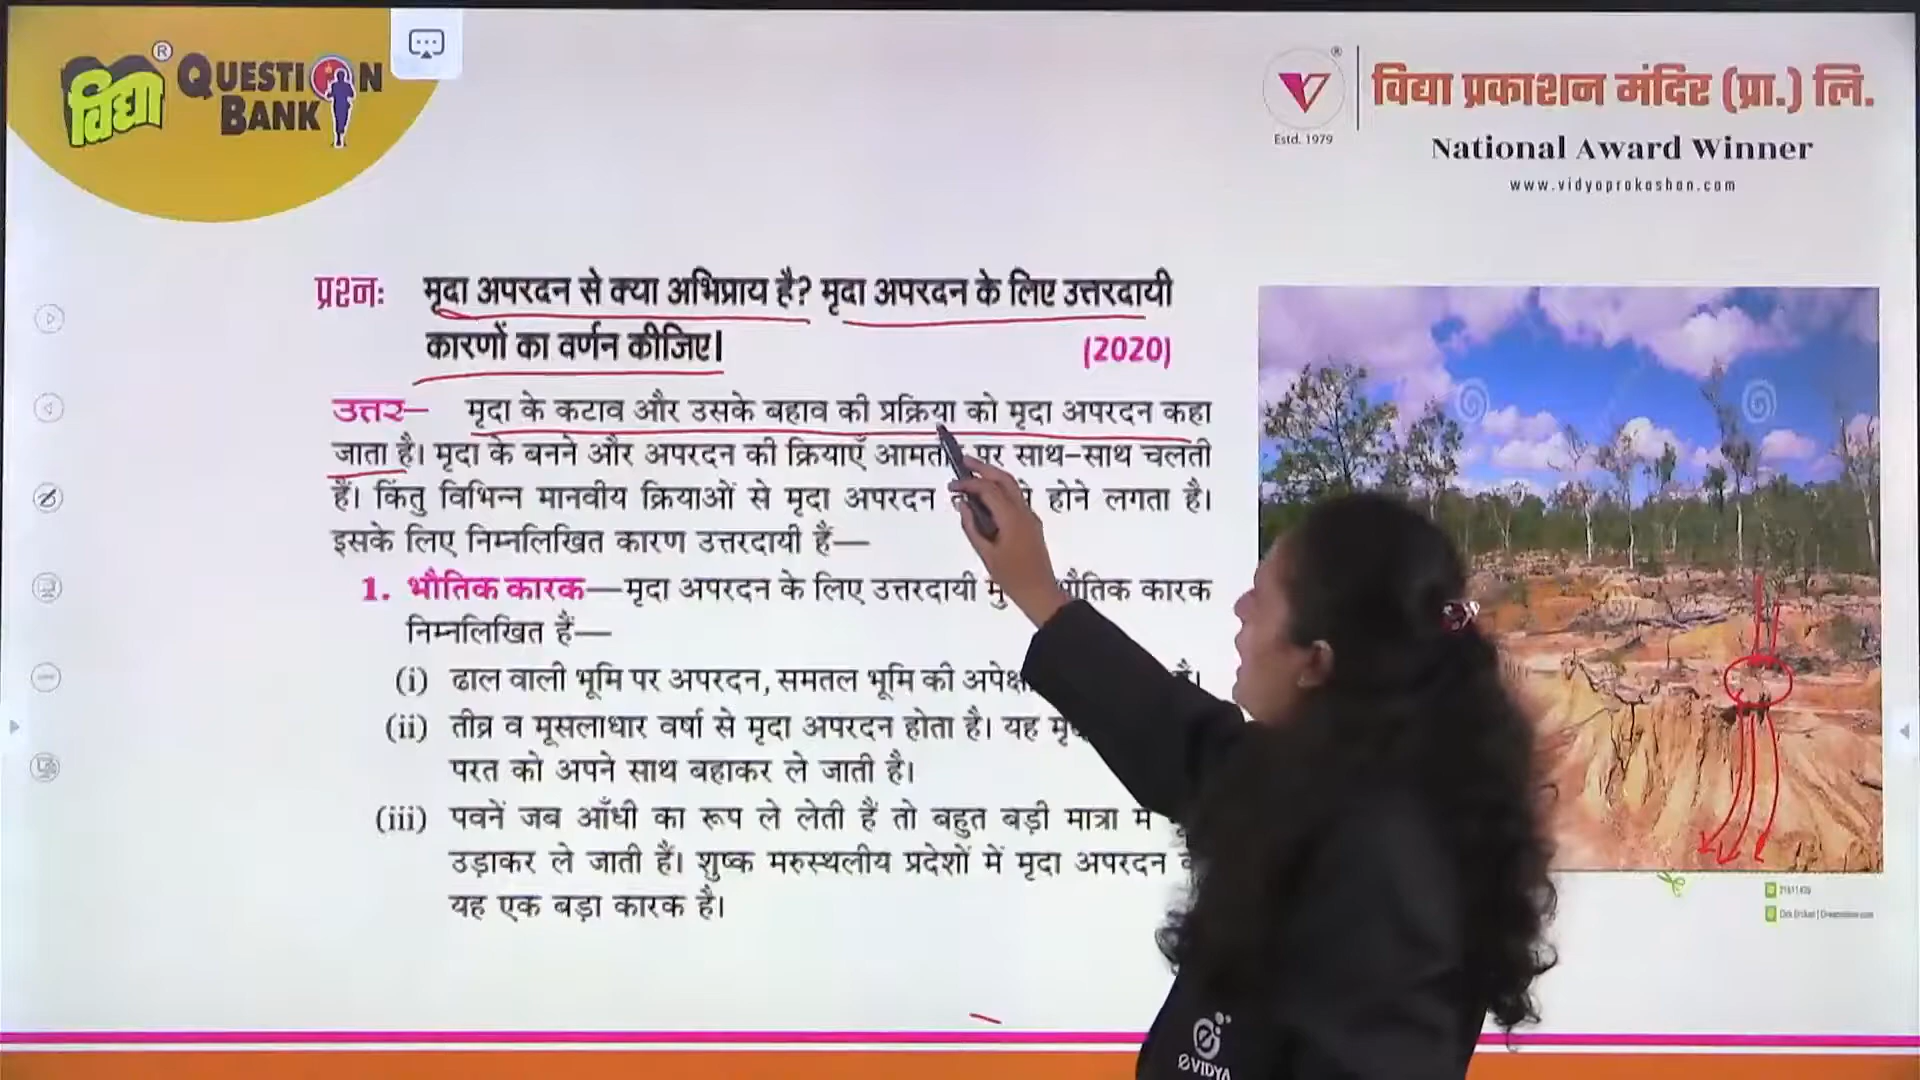 विद्या
®
QUESTION
BANK
®
Estd. 1979
विद्या प्रकाशन मंदिर (प्रा.) लि.
National Award Winner
www.vidyaprakashan.com
प्रश्नः मृदा अपरदन से क्या अभिप्राय है? मृदा अपरदन के लिए उत्तरदायी
कारणों का वर्णन कीजिए। (2020)
उत्तर– मृदा के कटाव और उसके बहाव की प्रक्रिया को मृदा अपरदन कहा
जाता है। मृदा के बनने और अपरदन की क्रियाएँ पर साथ-साथ चलती
हैं। किंतु विभिन्न मानवीय क्रियाओं से मृदा अपरदन होने लगता है।
इसके लिए निम्नलिखित कारण उत्तरदायी हैं—
1. भौतिक कारक—मृदा अपरदन के लिए उत्तरदायी भौतिक कारक
निम्नलिखित हैं—
(i) ढाल वाली भूमि पर अपरदन, समतल भूमि की
(ii) तीव्र व मूसलाधार वर्षा से मृदा अपरदन होता है। यह
परत को अपने साथ बहाकर ले जाती है।
(iii) पवनें जब आँधी का रूप ले लेती हैं तो बहुत बड़ी मात्रा में
उड़ाकर ले जाती हैं। शुष्क मरुस्थलीय प्रदेशों में मृदा अपरदन
यह एक बड़ा कारक है।
eVIDYA